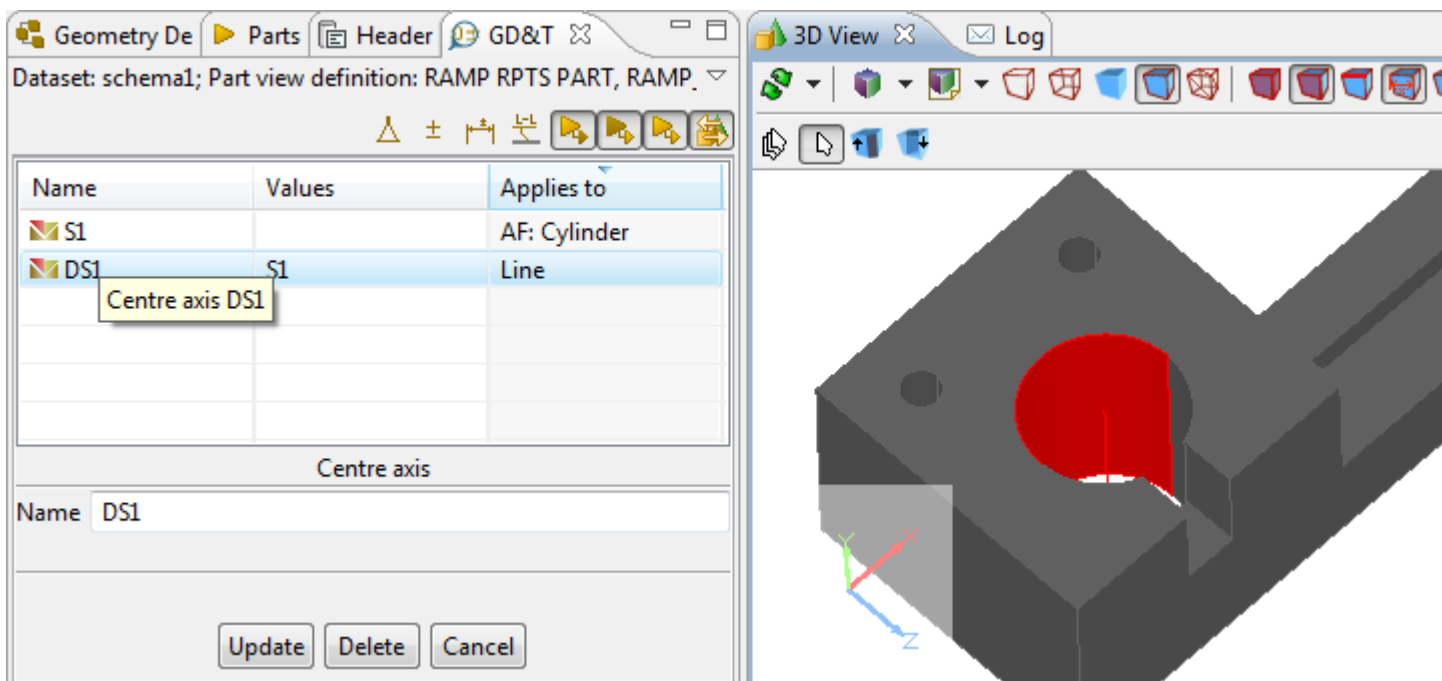 Geometry De Parts Header GD&T
Dataset: schema1; Part view definition: RAMP RPTS PART, RAMP_
Name Values Applies to
S1 AF: Cylinder
DS1 S1 Line
Centre axis DS1
Centre axis
Name DS1
Update Delete Cancel
3D View Log
Y X
Z